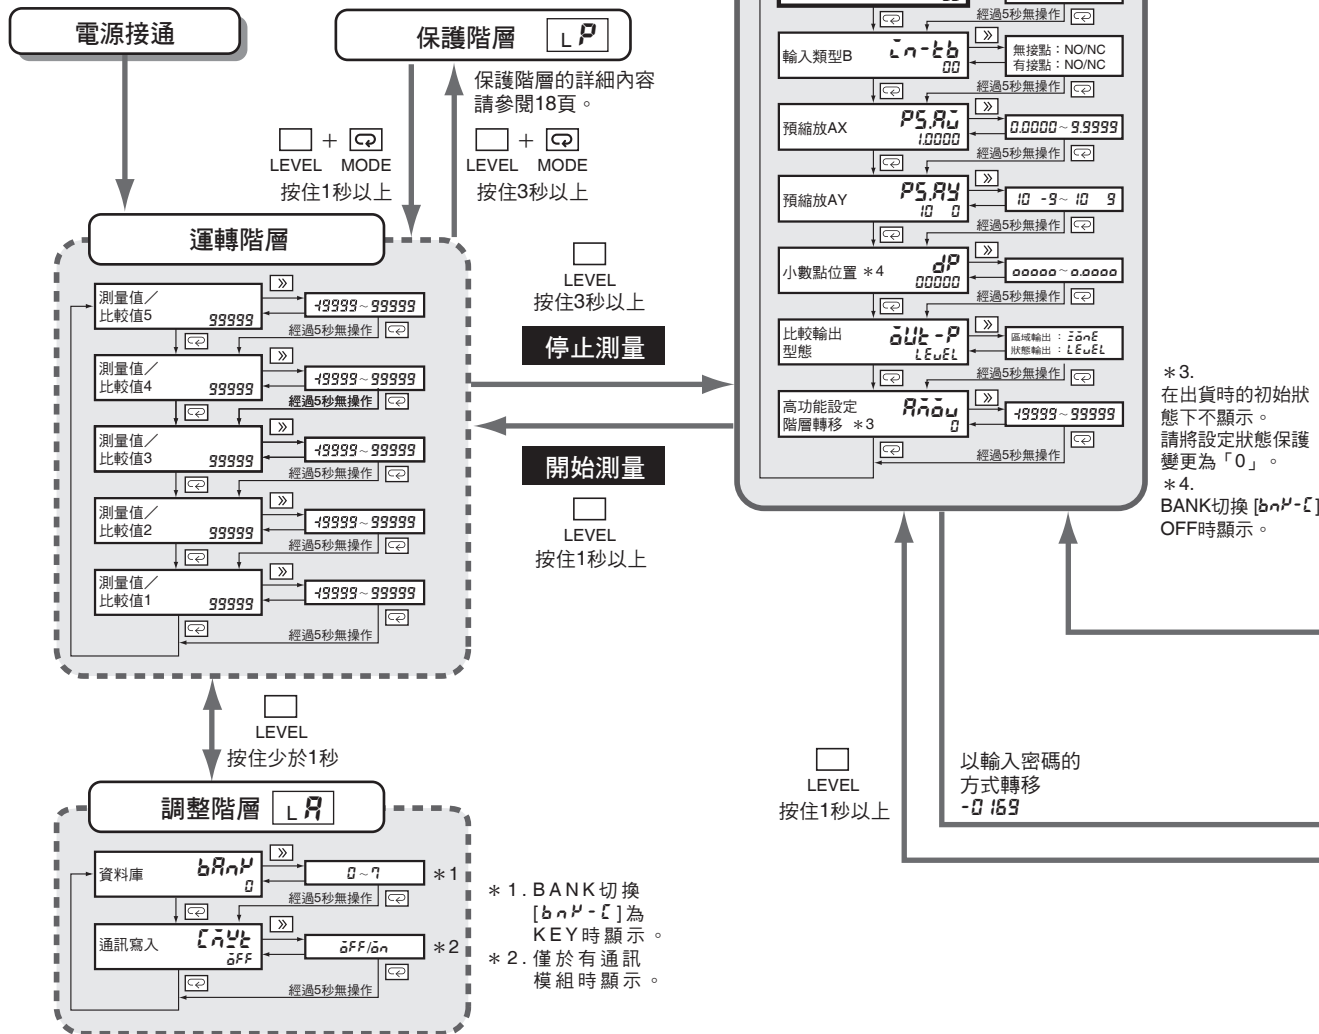 電源接通
保護階層 L P
保護階層的詳細內容
請參閱18頁。
LEVEL + MODE
按住1秒以上
LEVEL + MODE
按住3秒以上
運轉階層
測量值／
比較值5 99999
-19999~99999
經過5秒無操作
測量值／
比較值4 99999
-19999~99999
經過5秒無操作
測量值／
比較值3 99999
-19999~99999
經過5秒無操作
測量值／
比較值2 99999
-19999~99999
經過5秒無操作
測量值／
比較值1 99999
-19999~99999
經過5秒無操作
LEVEL
按住3秒以上
停止測量
開始測量
LEVEL
按住1秒以上
LEVEL
按住少於1秒
調整階層 L A
資料庫 bAnK
0
0~7
＊1
經過5秒無操作
通訊寫入 CMWt
oFF
oFF/on
＊2
經過5秒無操作
＊1.BANK切換
[bnK-C]為
KEY時顯示。
＊2.僅於有通訊
模組時顯示。
經過5秒無操作
輸入類型B in-tb
00
無接點：NO/NC
有接點：NO/NC
經過5秒無操作
預縮放AX PS.AX
1.0000
0.0000~9.9999
經過5秒無操作
預縮放AY PS.AY
10 0
10 -9~10 9
經過5秒無操作
小數點位置 ＊4 dP
00000
00000~0.0000
經過5秒無操作
比較輸出
型態 oUt-P
LEvEL
區域輸出：ZonE
狀態輸出：LEvEL
經過5秒無操作
高功能設定
階層轉移 ＊3 AMov
0
-19999~99999
經過5秒無操作
＊3.
在出貨時的初始狀
態下不顯示。
請將設定狀態保護
變更為「0」。
＊4.
BANK切換 [bnK-C]
OFF時顯示。
LEVEL
按住1秒以上
以輸入密碼的
方式轉移
-0169